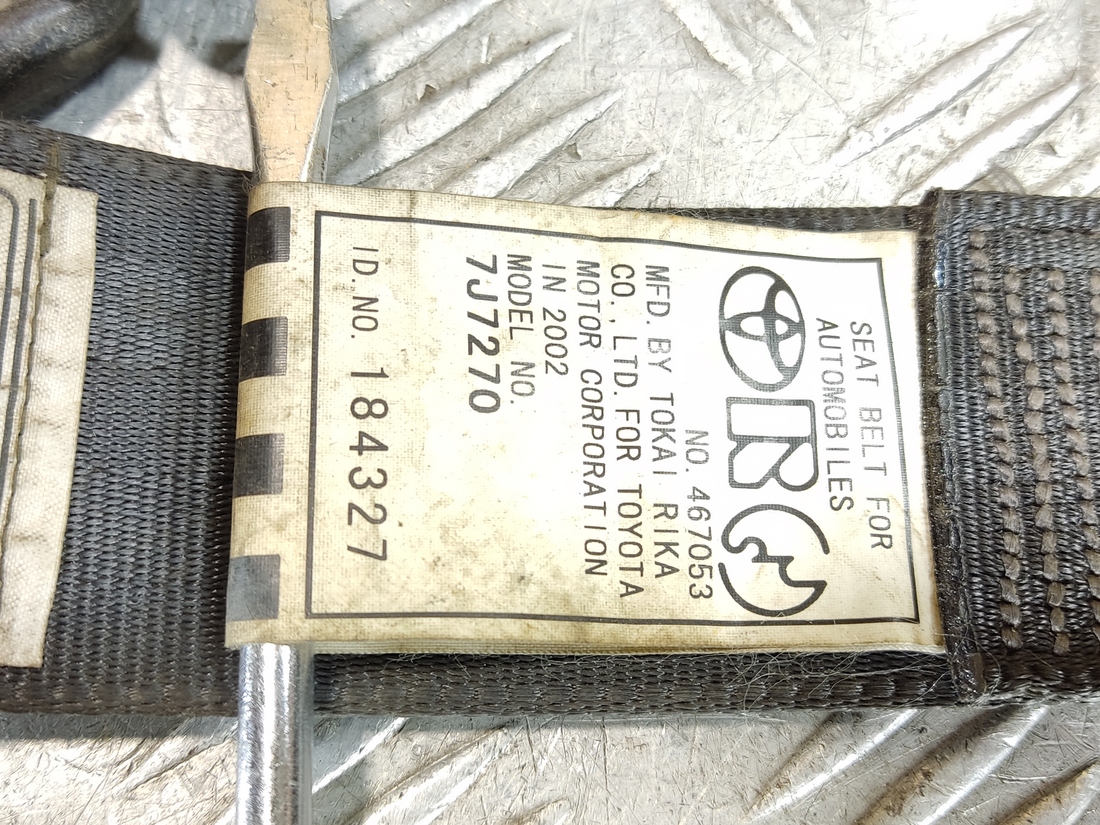 SEAT BELT FOR
AUTOMOBILES
NO. 467053
MFD. BY TOKAI RIKA
CO., LTD. FOR TOYOTA
MOTOR CORPORATION
IN 2002
MODEL NO.
7J7270
ID. NO. 184327